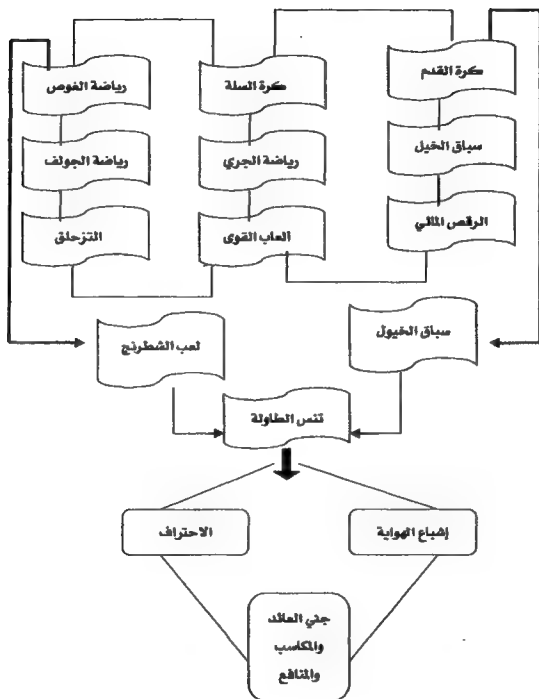 كرة القدم
كرة السلة
رياضة الغوص
سباق الخيل
رياضة الجري
رياضة الجولف
الرقص المائي
ألعاب القوى
التزحلق
سباق الخيول
لعب الشطرنج
تنس الطاولة
إشباع الهواية
الاحتراف
جني العائد
والمكاسب
والمنافع